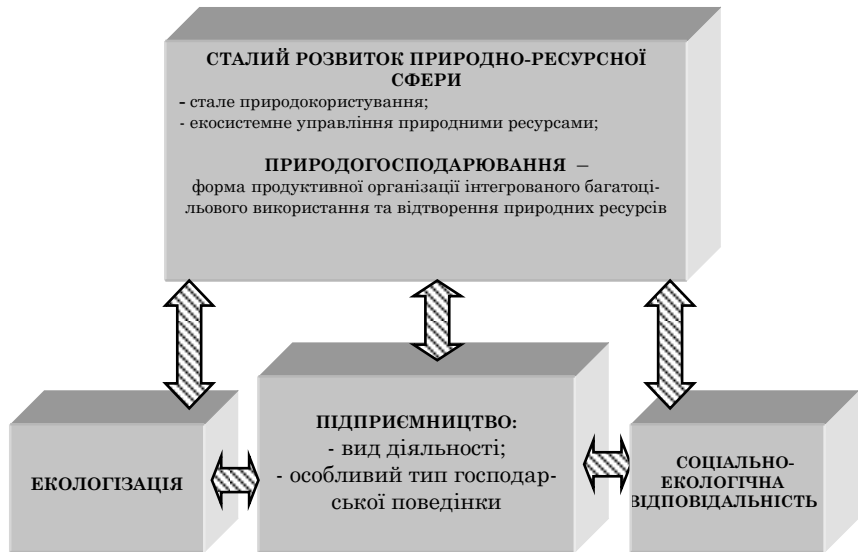 СТАЛИЙ РОЗВИТОК ПРИРОДНО-РЕСУРСНОЇ
СФЕРИ
- стале природокористування;
- екосистемне управління природними ресурсами;
ПРИРОДОГОСПОДАРЮВАННЯ –
форма продуктивної організації інтегрованого багатоці-
льового використання та відтворення природних ресурсів
ЕКОЛОГІЗАЦІЯ
ПІДПРИЄМНИЦТВО:
- вид діяльності;
- особливий тип господар-
ської поведінки
СОЦІАЛЬНО-
ЕКОЛОГІЧНА
ВІДПОВІДАЛЬНІСТЬ